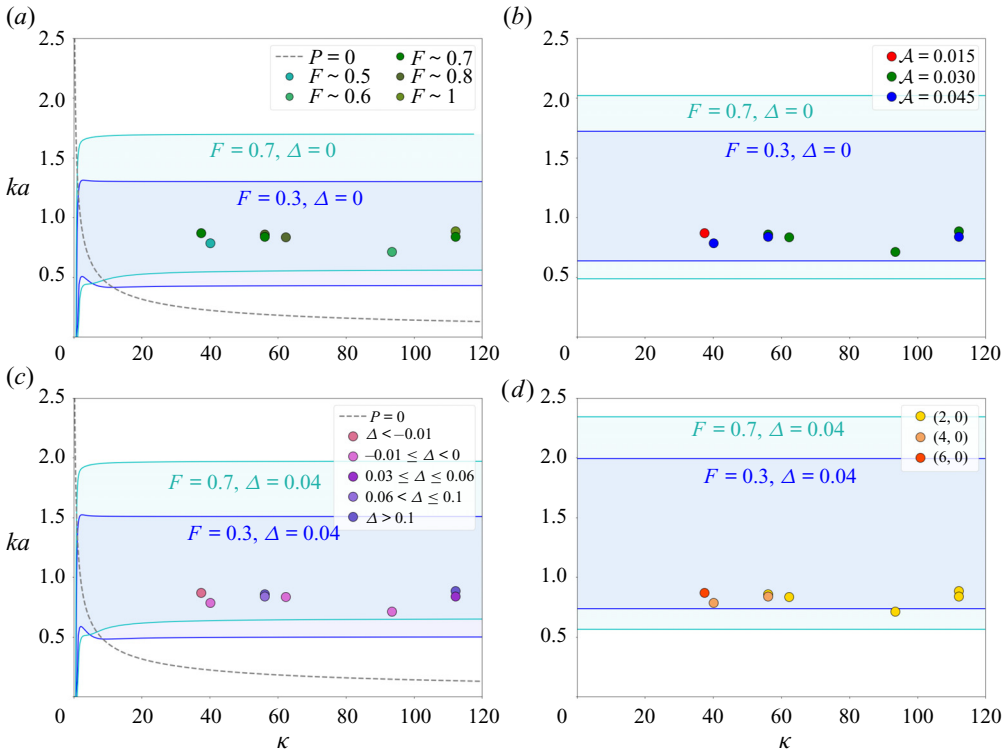 (a)
2.5
2.0
1.5
ka
1.0
0.5
0
20
40
60
80
100
120
P = 0
F ~ 0.5
F ~ 0.6
F ~ 0.7
F ~ 0.8
F ~ 1
F = 0.7, Δ = 0
F = 0.3, Δ = 0
(b)
2.5
2.0
1.5
1.0
0.5
0
20
40
60
80
100
120
𝒜 = 0.015
𝒜 = 0.030
𝒜 = 0.045
F = 0.7, Δ = 0
F = 0.3, Δ = 0
(c)
2.5
2.0
1.5
ka
1.0
0.5
0
20
40
60
80
100
120
κ
P = 0
Δ < −0.01
−0.01 ≤ Δ < 0
0.03 ≤ Δ ≤ 0.06
0.06 < Δ ≤ 0.1
Δ > 0.1
F = 0.7, Δ = 0.04
F = 0.3, Δ = 0.04
(d)
2.5
2.0
1.5
1.0
0.5
0
20
40
60
80
100
120
κ
(2, 0)
(4, 0)
(6, 0)
F = 0.7, Δ = 0.04
F = 0.3, Δ = 0.04